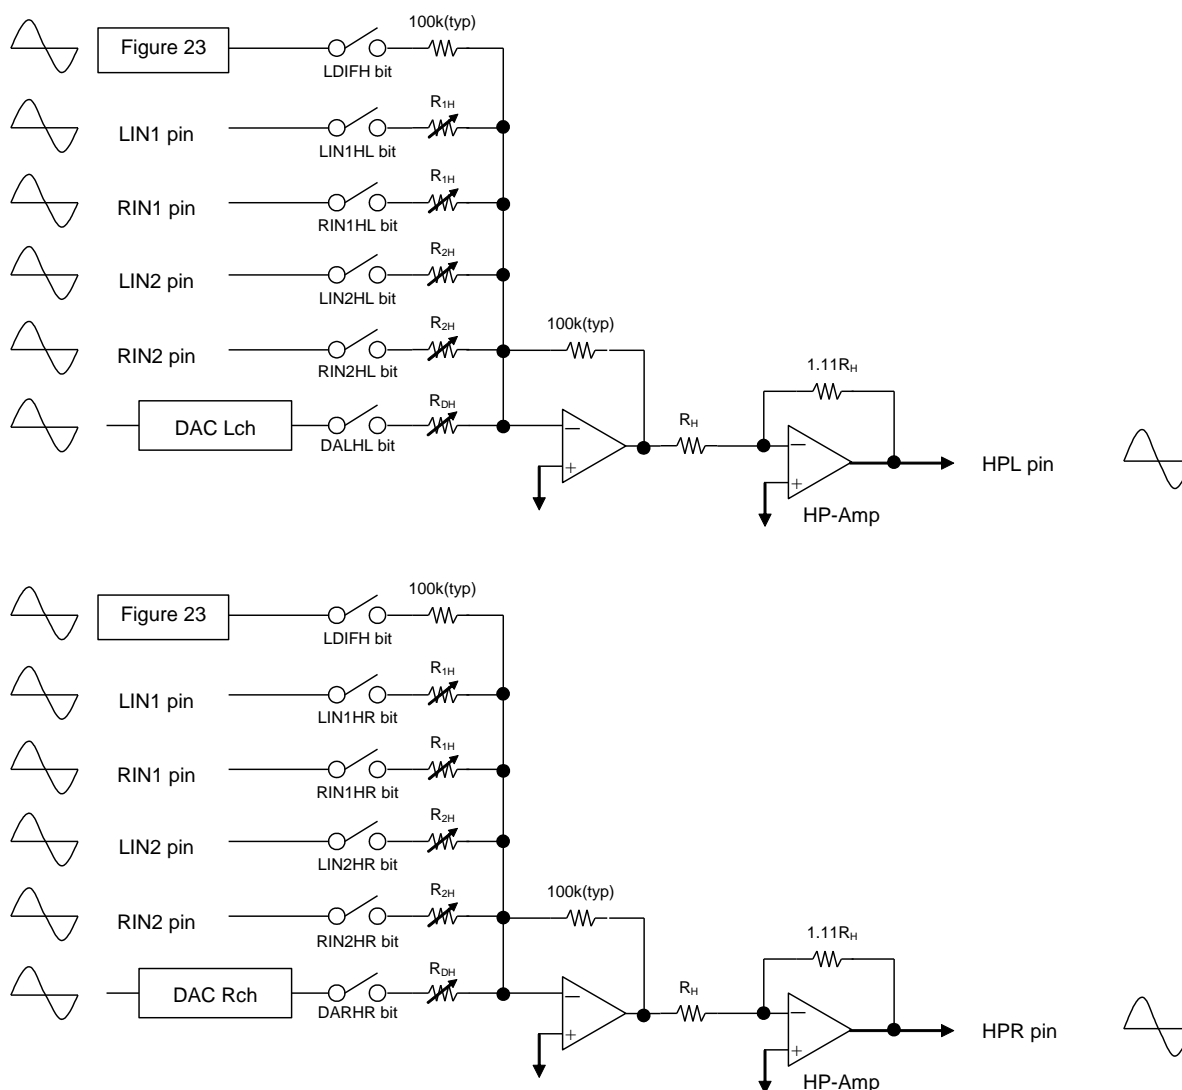 100k(typ)
Figure 23
LDIFH bit
R1H
LIN1 pin
LIN1HL bit
R1H
RIN1 pin
RIN1HL bit
R2H
LIN2 pin
LIN2HL bit
R2H
100k(typ)
RIN2 pin
RIN2HL bit
1.11RH
RDH
RH
DAC Lch
DALHL bit
−
+
−
+
HPL pin
HP-Amp
100k(typ)
Figure 23
LDIFH bit
R1H
LIN1 pin
LIN1HR bit
R1H
RIN1 pin
RIN1HR bit
R2H
LIN2 pin
LIN2HR bit
R2H
100k(typ)
RIN2 pin
RIN2HR bit
1.11RH
RDH
RH
DAC Rch
DARHR bit
−
+
−
+
HPR pin
HP-Amp